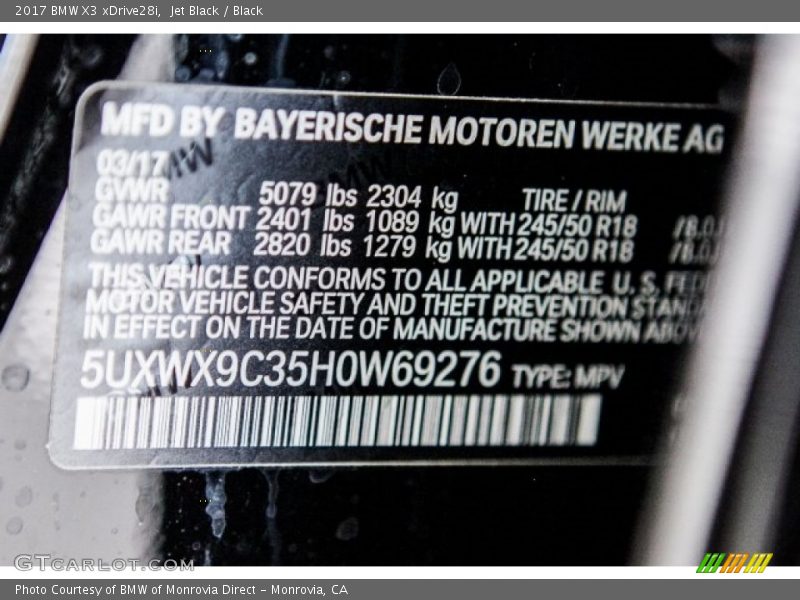 2017 BMW X3 xDrive28i, Jet Black / Black
MFD BY BAYERISCHE MOTOREN WERKE AG
03/17
GVWR 5079 lbs 2304 kg TIRE / RIM
GAWR FRONT 2401 lbs 1089 kg WITH 245/50 R18
GAWR REAR 2820 lbs 1279 kg WITH 245/50 R18
THIS VEHICLE CONFORMS TO ALL APPLICABLE U. S.
MOTOR VEHICLE SAFETY AND THEFT PREVENTION
IN EFFECT ON THE DATE OF MANUFACTURE SHOWN
5UXWX9C35H0W69276 TYPE: MPV
GTCARLOT.COM
Photo Courtesy of BMW of Monrovia Direct - Monrovia, CA